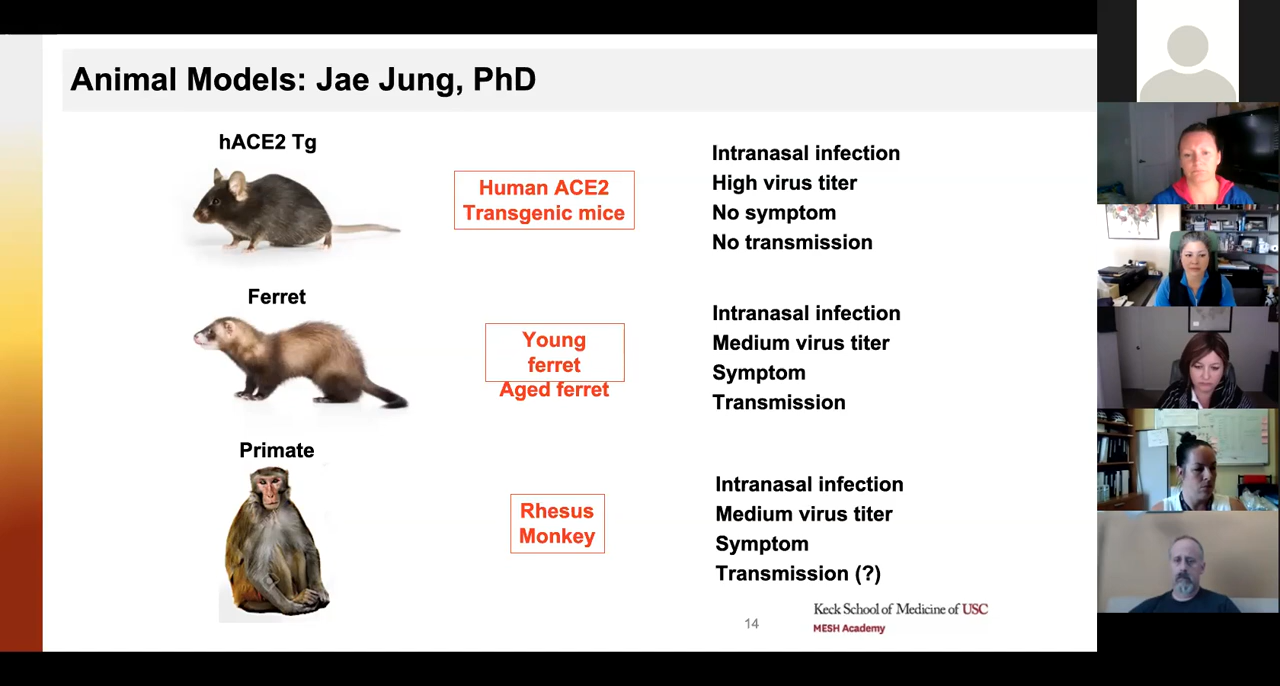 Animal Models: Jae Jung, PhD
hACE2 Tg
Human ACE2
Transgenic mice
Intranasal infection
High virus titer
No symptom
No transmission
Ferret
Young
ferret
Aged ferret
Intranasal infection
Medium virus titer
Symptom
Transmission
Primate
Rhesus
Monkey
Intranasal infection
Medium virus titer
Symptom
Transmission (?)
14
Keck School of Medicine of USC
MESH Academy